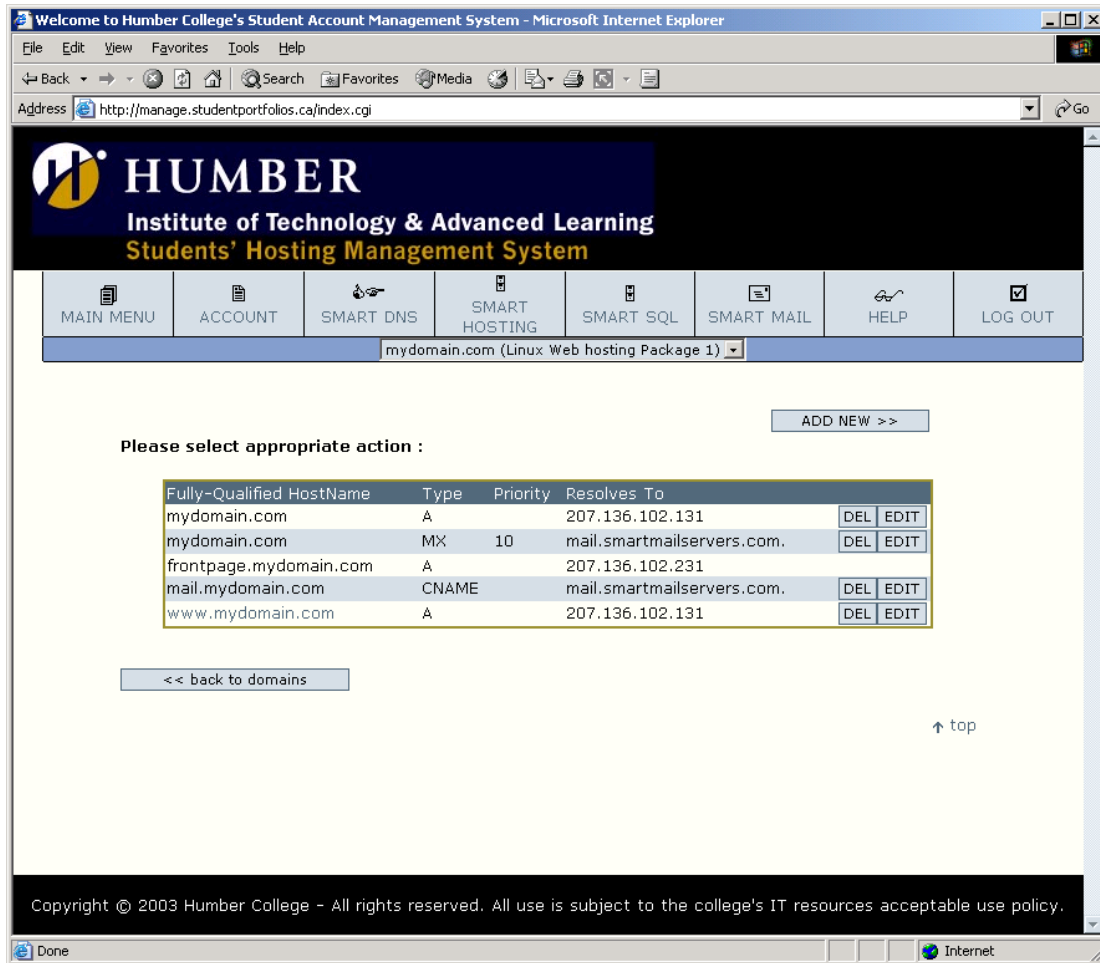 Welcome to Humber College's Student Account Management System - Microsoft Internet Explorer
File Edit View Favorites Tools Help
Back Search Favorites Media
Address http://manage.studentportfolios.ca/index.cgi Go
HUMBER
Institute of Technology & Advanced Learning
Students' Hosting Management System
MAIN MENU ACCOUNT SMART DNS SMART HOSTING SMART SQL SMART MAIL HELP LOG OUT
mydomain.com (Linux Web hosting Package 1)
ADD NEW >>
Please select appropriate action :
Fully-Qualified HostName Type Priority Resolves To
mydomain.com A 207.136.102.131 DEL EDIT
mydomain.com MX 10 mail.smartmailservers.com. DEL EDIT
frontpage.mydomain.com A 207.136.102.231
mail.mydomain.com CNAME mail.smartmailservers.com. DEL EDIT
www.mydomain.com A 207.136.102.131 DEL EDIT
<< back to domains
top
Copyright © 2003 Humber College - All rights reserved. All use is subject to the college's IT resources acceptable use policy.
Done Internet